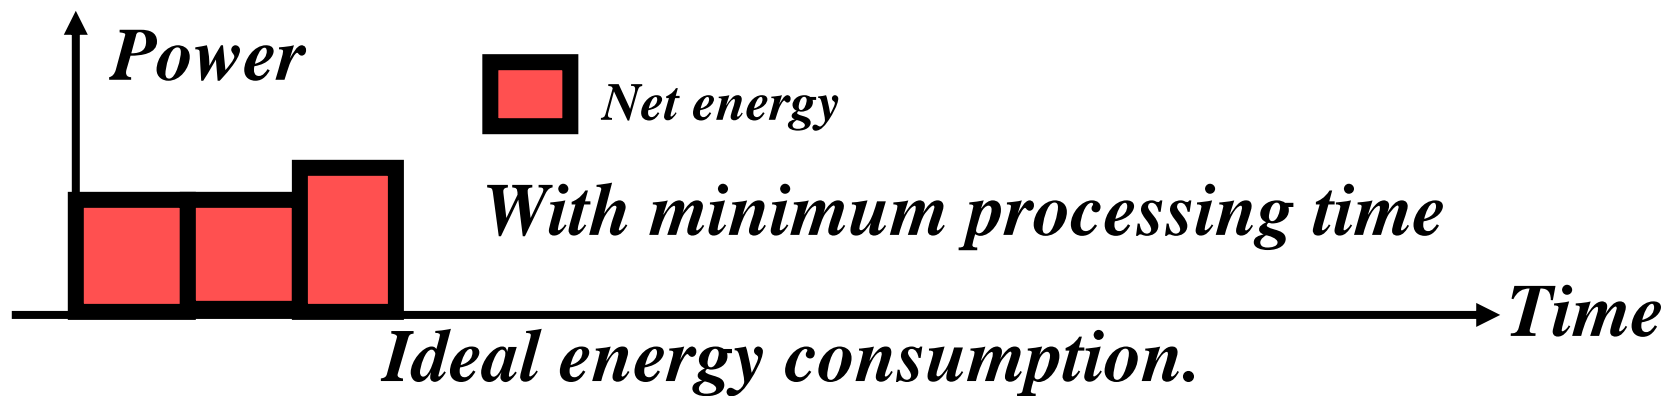 Power
Net energy
With minimum processing time
Time
Ideal energy consumption.